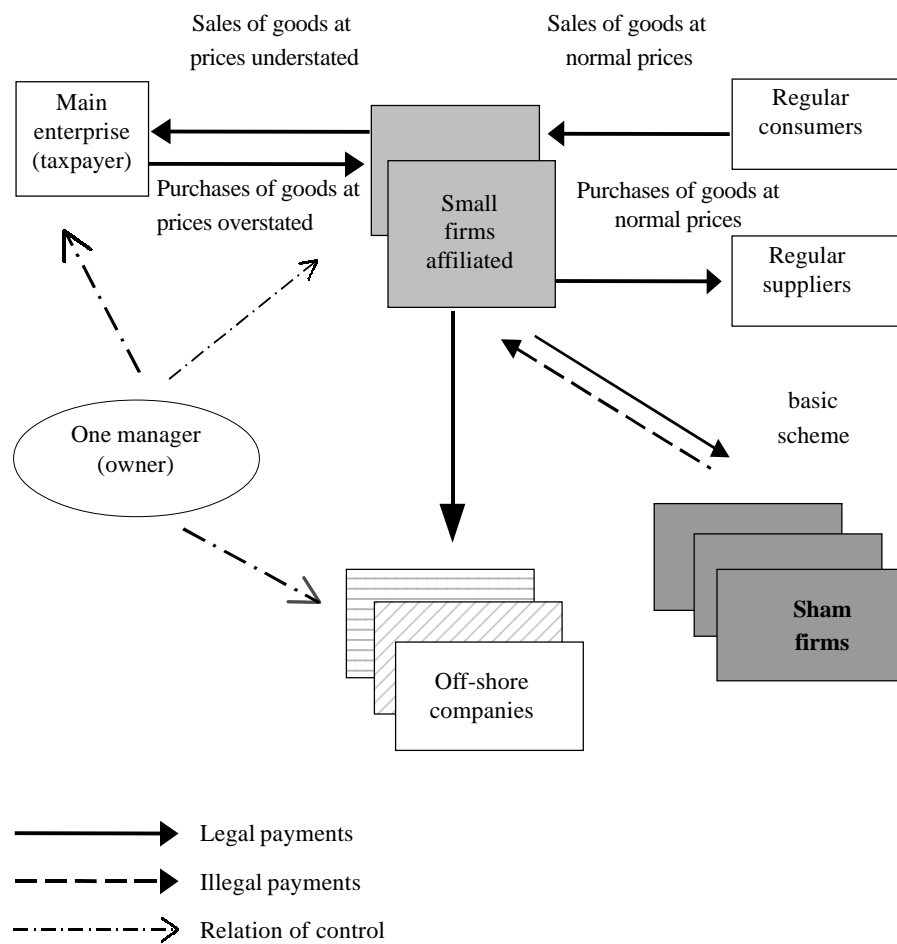 Sales of goods at
prices understated
Sales of goods at
normal prices
Main
enterprise
(taxpayer)
Regular
consumers
Purchases of goods at
prices overstated
Small
firms
affiliated
Purchases of goods at
normal prices
Regular
suppliers
One manager
(owner)
basic
scheme
Sham
firms
Off-shore
companies
Legal payments
Illegal payments
Relation of control